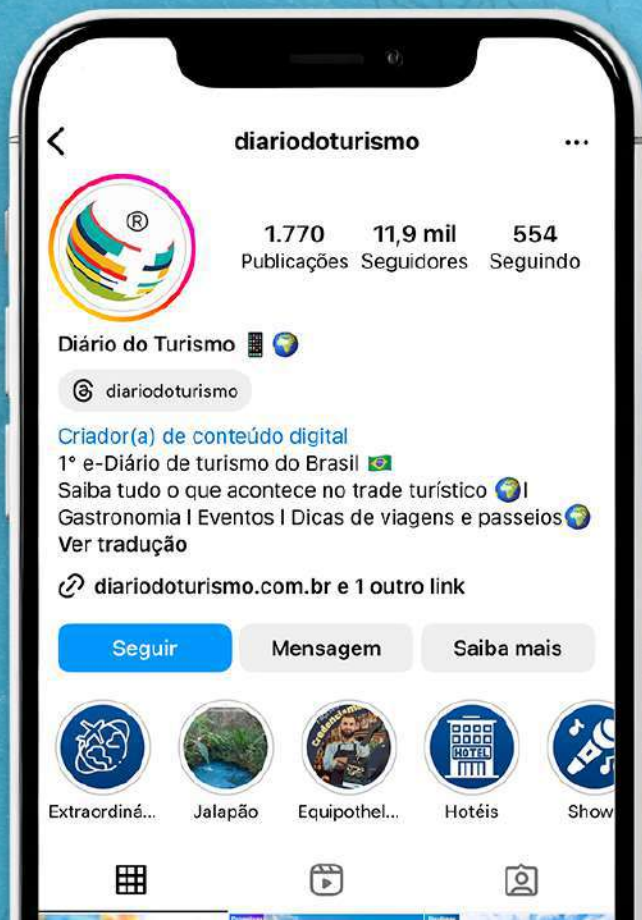 diariodoturismo
®
1.770 11,9 mil 554
Publicações Seguidores Seguindo
Diário do Turismo
diariodoturismo
Criador(a) de conteúdo digital
1° e-Diário de turismo do Brasil
Saiba tudo o que acontece no trade turístico I
Gastronomia I Eventos I Dicas de viagens e passeios
Ver tradução
diariodoturismo.com.br e 1 outro link
Seguir Mensagem Saiba mais
HOTEL
Extraordiná... Jalapão Equipothel... Hotéis Show